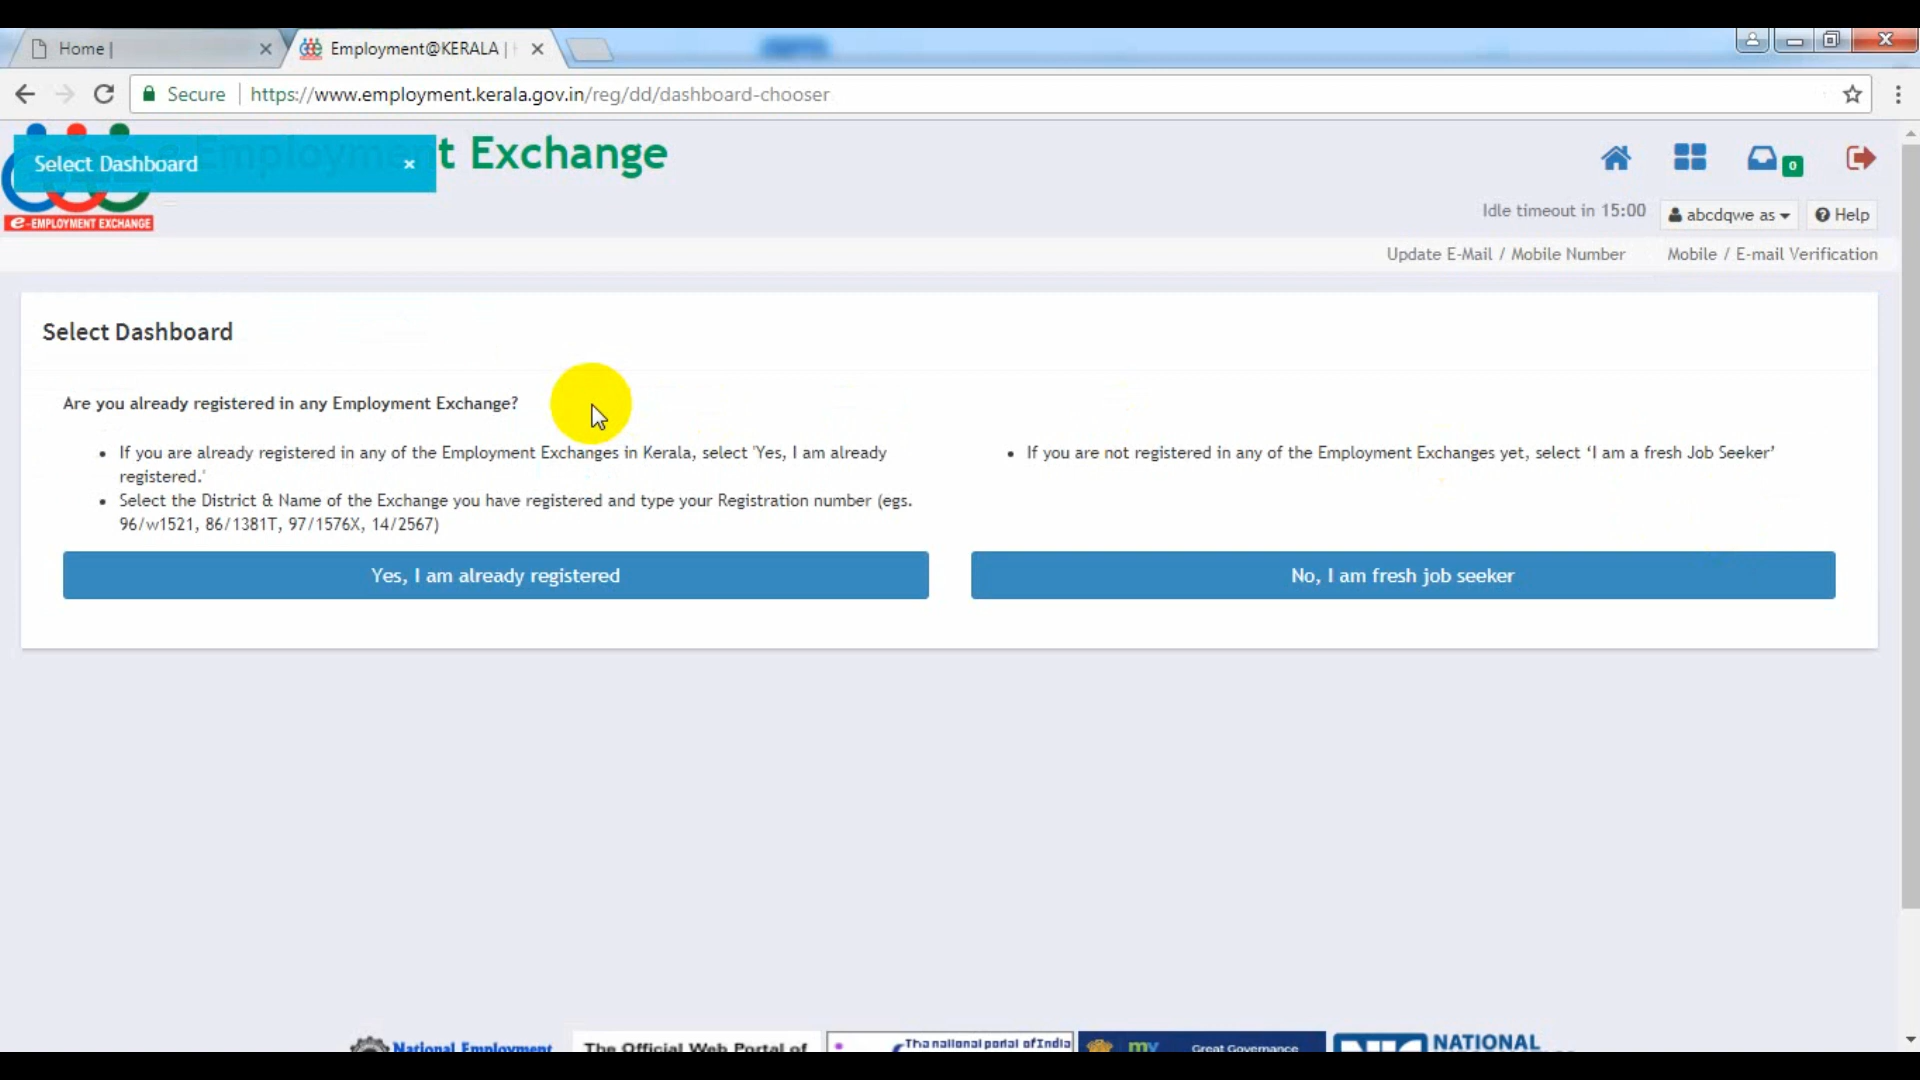 Home |
Employment@KERALA |
Secure | https://www.employment.kerala.gov.in/reg/dd/dashboard-chooser
Select Dashboard ×
t Exchange
e-EMPLOYMENT EXCHANGE
0
Idle timeout in 15:00
abcdqwe as
Help
Update E-Mail / Mobile Number
Mobile / E-mail Verification
Select Dashboard
Are you already registered in any Employment Exchange?
• If you are already registered in any of the Employment Exchanges in Kerala, select 'Yes, I am already
registered.'
• Select the District & Name of the Exchange you have registered and type your Registration number (egs.
96/w1521, 86/1381T, 97/1576X, 14/2567)
Yes, I am already registered
• If you are not registered in any of the Employment Exchanges yet, select ‘I am a fresh Job Seeker’
No, I am fresh job seeker
National Employment
The Official Web Portal of
The national portal of India
my
Great Governance
NATIONAL